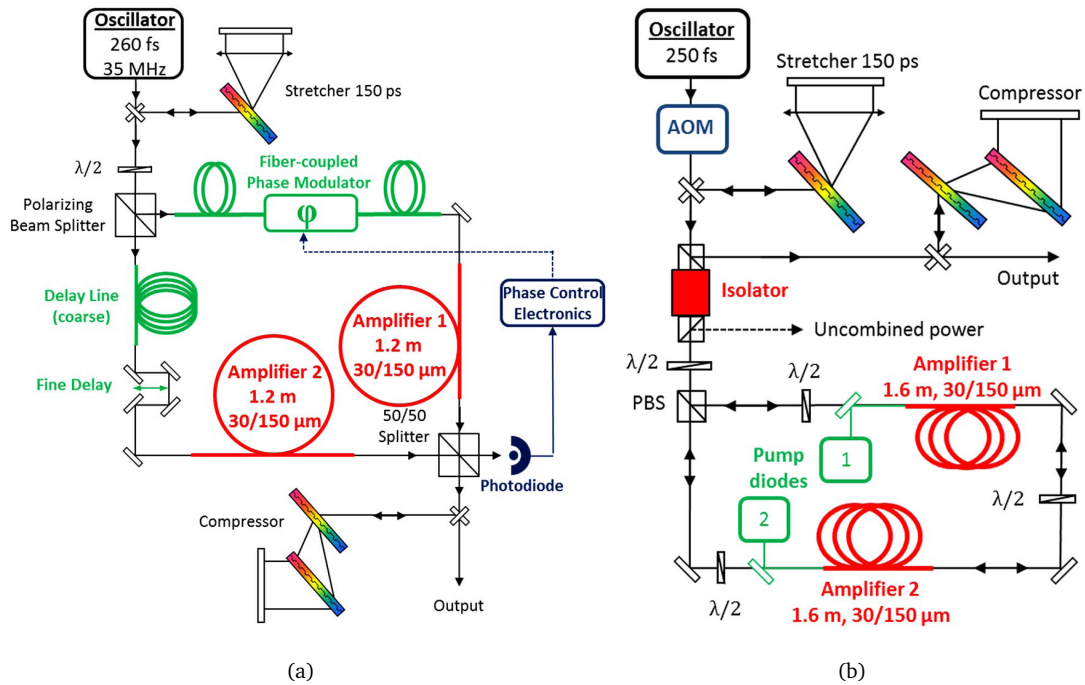 Oscillator
260 fs
35 MHz
Stretcher 150 ps
λ/2
Fiber-coupled
Phase Modulator
φ
Polarizing
Beam Splitter
Delay Line
(coarse)
Phase Control
Electronics
Amplifier 1
1.2 m
30/150 μm
Fine Delay
Amplifier 2
1.2 m
30/150 μm
50/50
Splitter
Photodiode
Compressor
Output
(a)
Oscillator
250 fs
Stretcher 150 ps
Compressor
AOM
Output
Isolator
Uncombined power
λ/2
PBS
λ/2
Amplifier 1
1.6 m, 30/150 μm
1
Pump
diodes
λ/2
2
λ/2
Amplifier 2
1.6 m, 30/150 μm
(b)